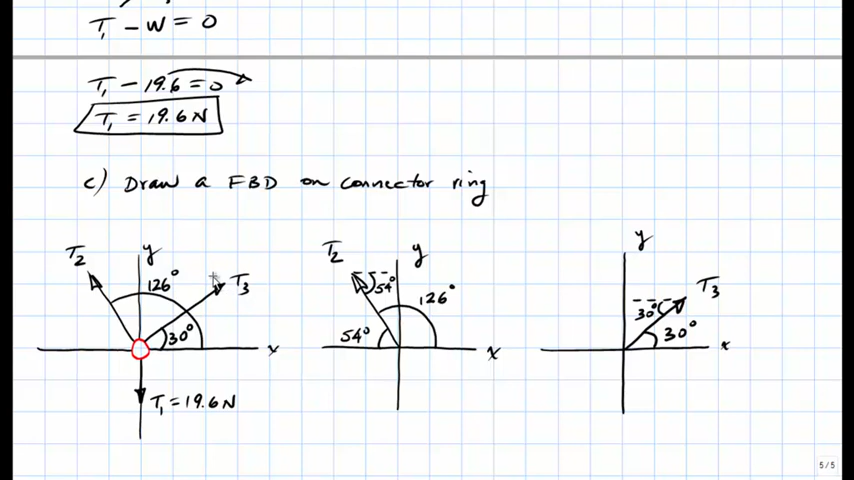 T₁ - W = 0
T₁ - 19.6 = 0
T₁ = 19.6 N
c) Draw a FBD on connector ring
T₂ y 126° T₃ 30° x T₁ = 19.6 N
T₂ y 54° 126° 54° x
y T₃ 30° 30° x
5/5